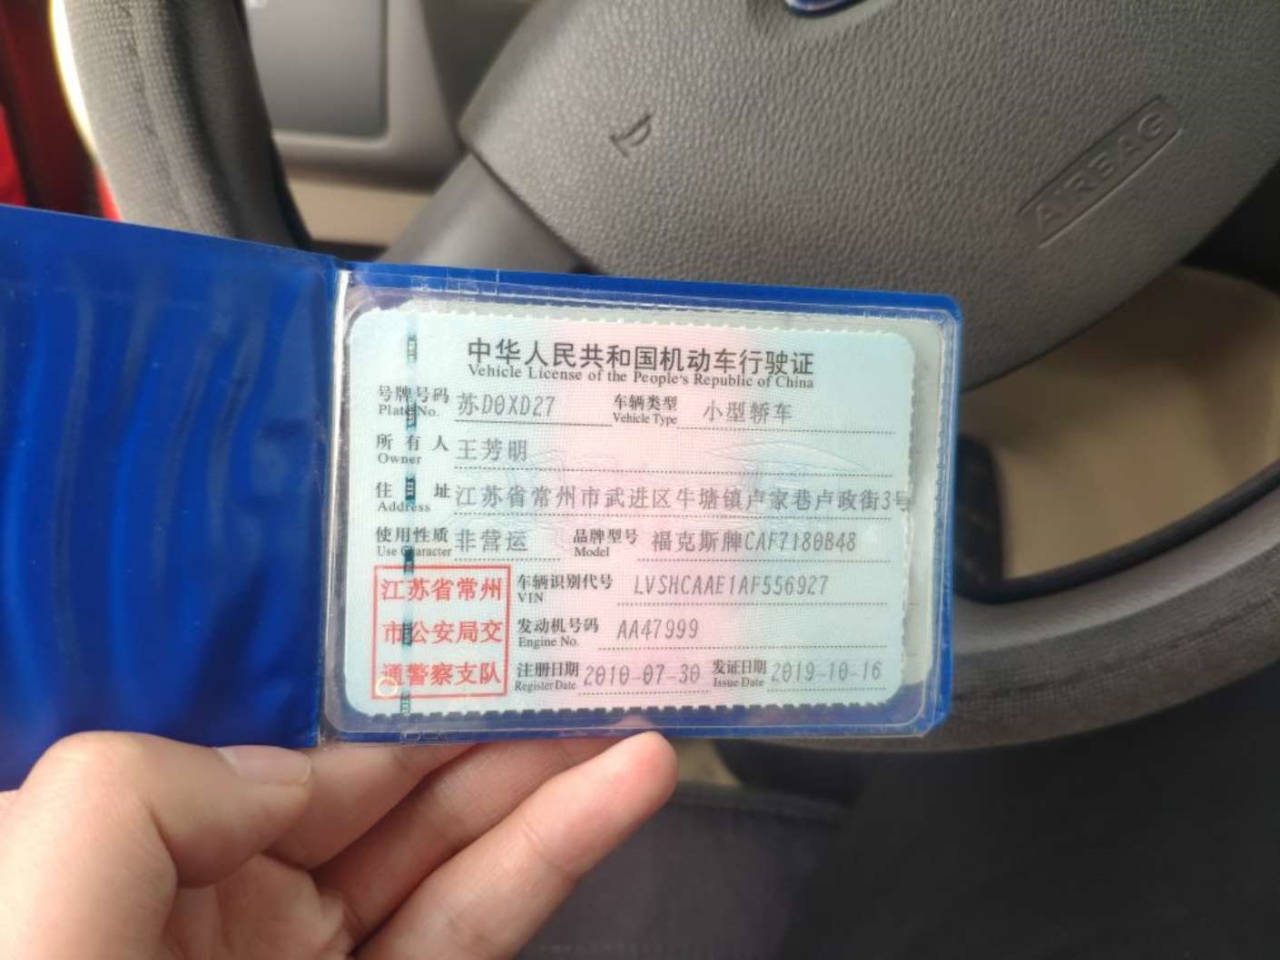 AIRBAG
中华人民共和国机动车行驶证
Vehicle License of the People's Republic of China
号牌号码 苏D0XD27 车辆类型 小型轿车
Plate No. Vehicle Type
所有人 王芳明
Owner
住址 江苏省常州市武进区牛塘镇卢家巷卢政街3号
Address
使用性质 非营运 品牌型号 福克斯牌CAF7180B48
Use Character Model
江苏省常州
市公安局交
通警察支队
车辆识别代号 LVSHCAAE1AF556927
VIN
发动机号码 AA47999
Engine No.
注册日期 2010-07-30 发证日期 2019-10-16
Register Date Issue Date